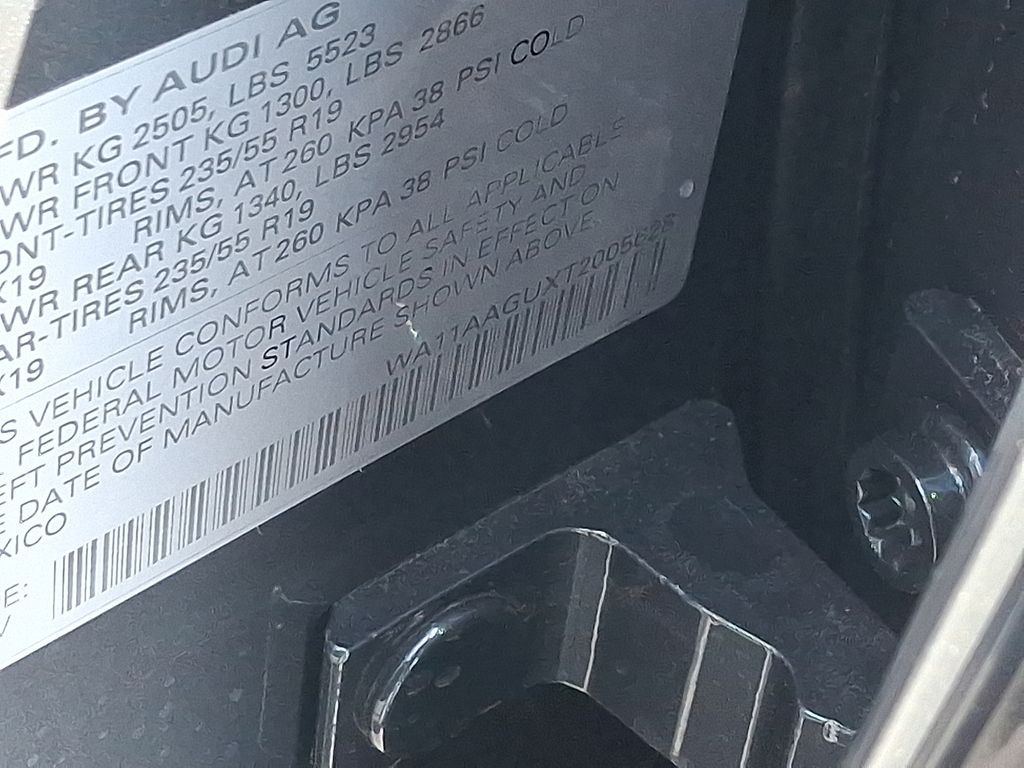 FD. BY AUDI AG
WR KG 2505, LBS 5523
WR FRONT KG 1300, LBS 2866
ONT-TIRES 235/55 R19
RIMS, AT 260 KPA 38 PSI COLD
X19
WR REAR KG 1340, LBS 2954
AR-TIRES 235/55 R19
RIMS, AT 260 KPA 38 PSI COLD
X19
S VEHICLE CONFORMS TO ALL APPLICABLE
FEDERAL MOTOR VEHICLE SAFETY AND
EFT PREVENTION STANDARDS IN EFFECT ON
E DATE OF MANUFACTURE SHOWN ABOVE.
XICO
E: